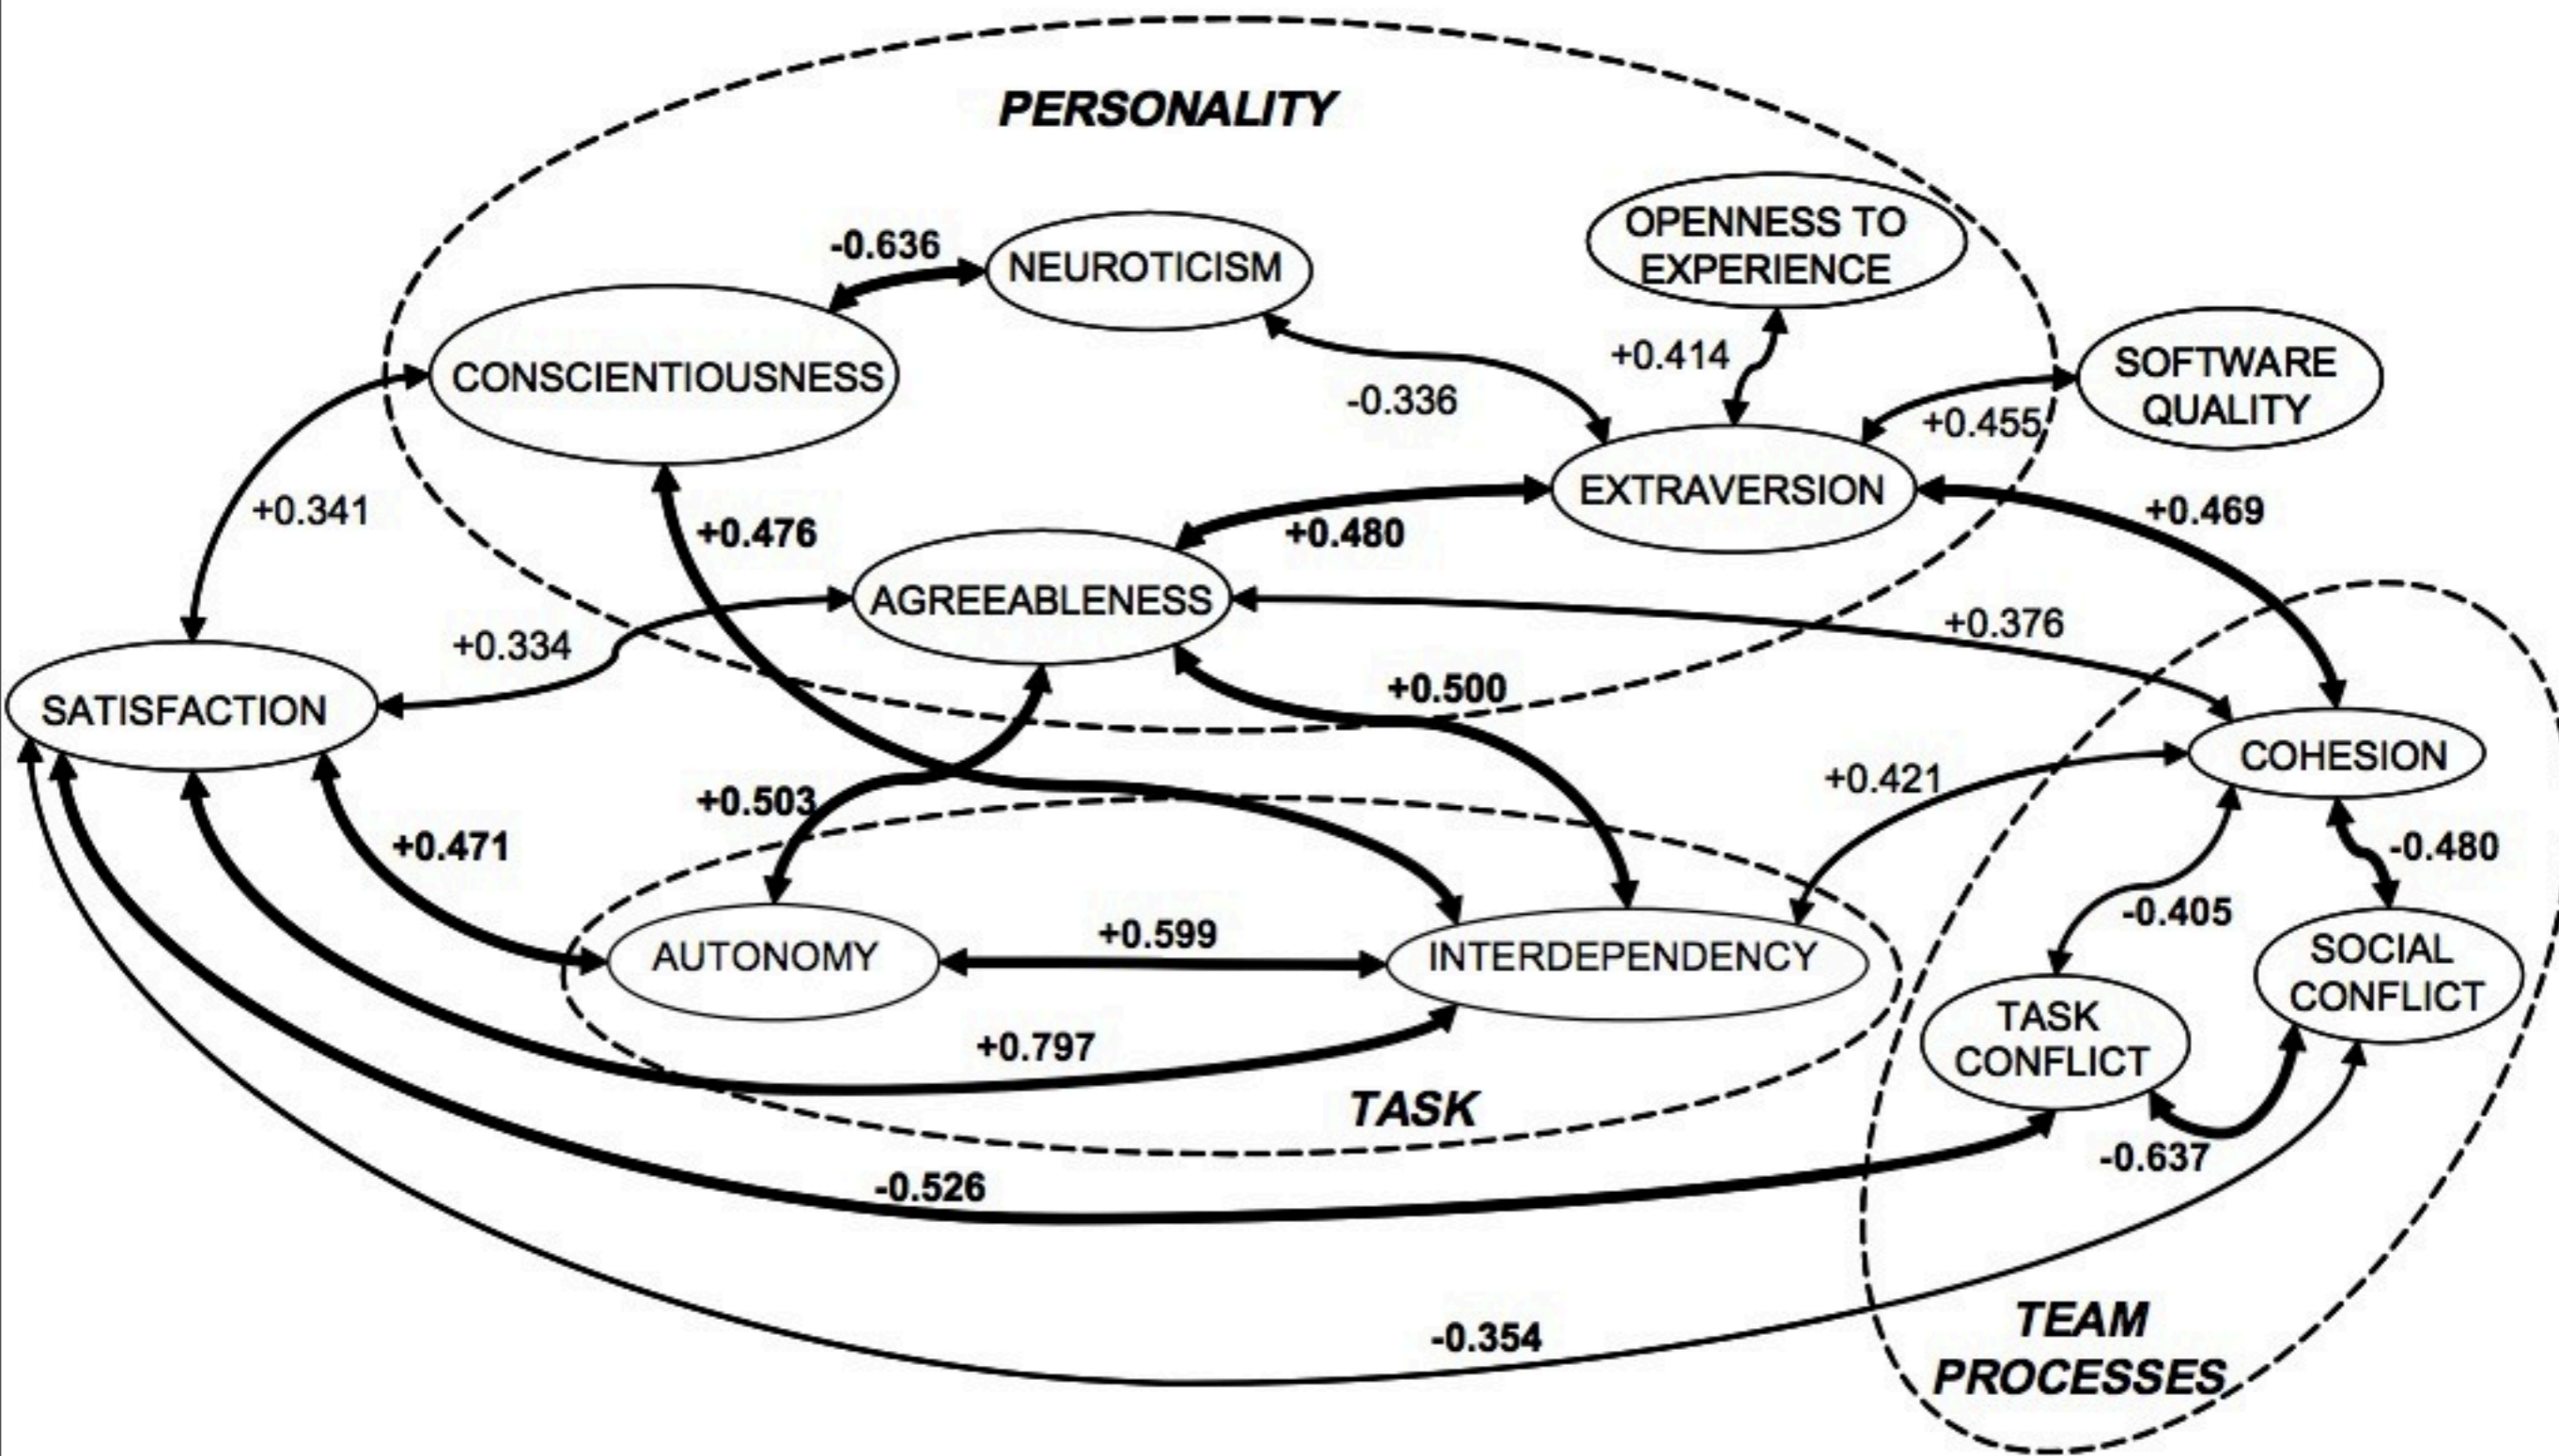 PERSONALITY
OPENNESS TO
EXPERIENCE
-0.636
NEUROTICISM
CONSCIENTIOUSNESS
+0.414
SOFTWARE
QUALITY
-0.336
+0.455
EXTRAVERSION
+0.341
+0.476
+0.480
+0.469
AGREEABLENESS
+0.376
+0.334
SATISFACTION
+0.500
COHESION
+0.421
+0.503
+0.471
-0.480
-0.405
+0.599
AUTONOMY
INTERDEPENDENCY
SOCIAL
CONFLICT
TASK
CONFLICT
+0.797
TASK
-0.637
-0.526
-0.354
TEAM
PROCESSES